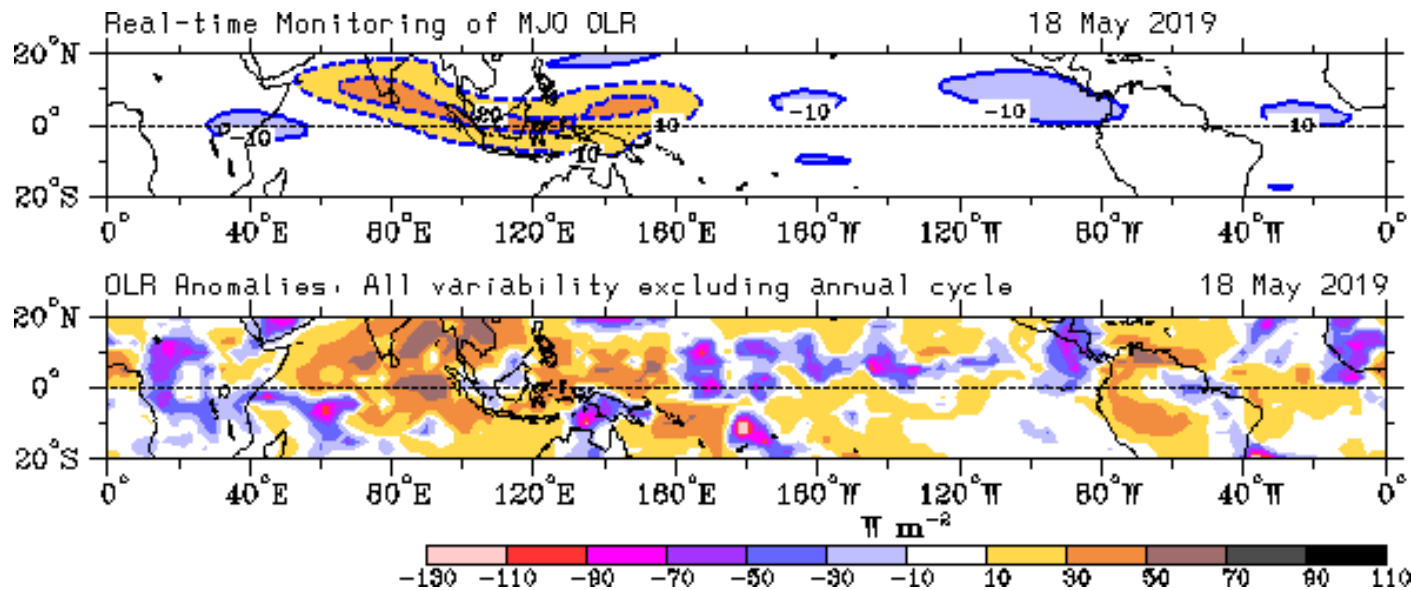 Real-time Monitoring of MJO OLR 18 May 2019
20°N
0°
20°S
-10 20 10 10 -10 -10 -10
0° 40°E 80°E 120°E 160°E 160°W 120°W 80°W 40°W 0°
OLR Anomalies, All variability excluding annual cycle 18 May 2019
20°N
0°
20°S
0° 40°E 80°E 120°E 160°E 160°W 120°W 80°W 40°W 0°
W m⁻²
-130 -110 -90 -70 -50 -30 -10 10 30 50 70 90 110